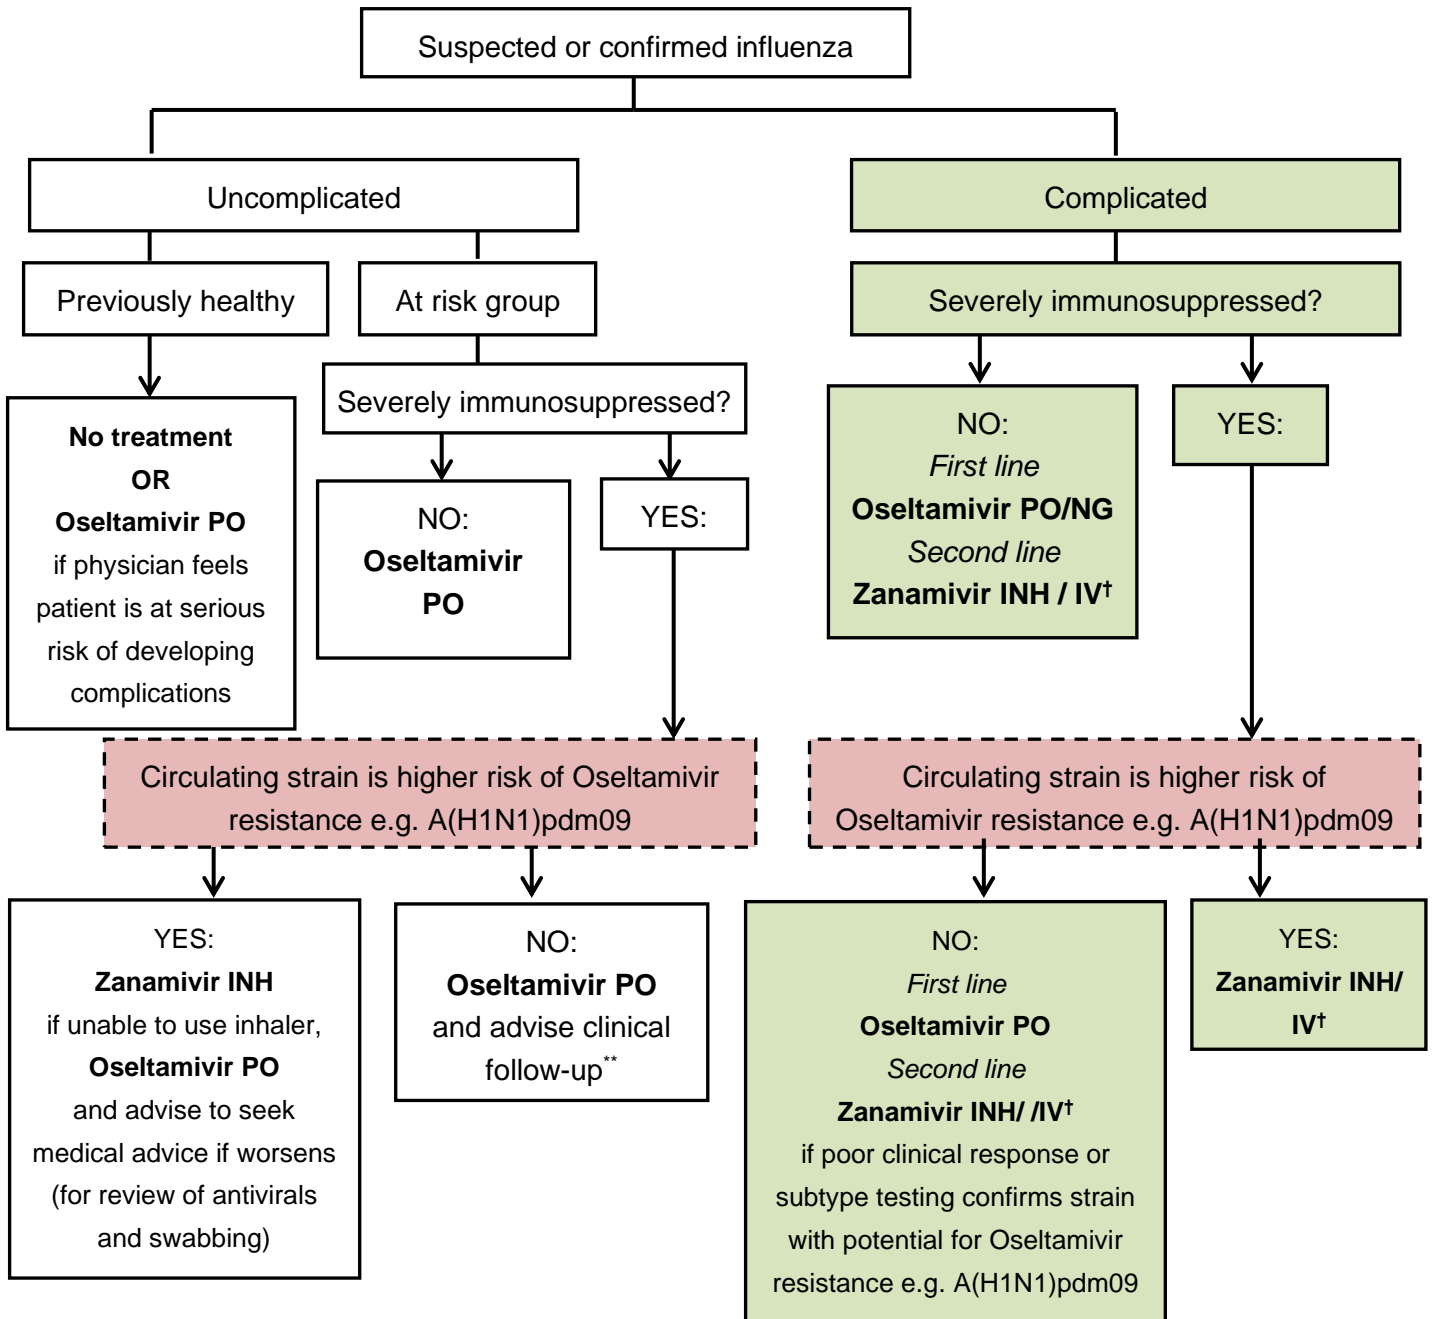 Suspected or confirmed influenza
Uncomplicated
Complicated
Previously healthy
At risk group
Severely immunosuppressed?
Severely immunosuppressed?
No treatment
OR
Oseltamivir PO
if physician feels
patient is at serious
risk of developing
complications
NO:
Oseltamivir
PO
YES:
NO:
First line
Oseltamivir PO/NG
Second line
Zanamivir INH / IV†
YES:
Circulating strain is higher risk of Oseltamivir
resistance e.g. A(H1N1)pdm09
Circulating strain is higher risk of
Oseltamivir resistance e.g. A(H1N1)pdm09
YES:
Zanamivir INH
if unable to use inhaler,
Oseltamivir PO
and advise to seek
medical advice if worsens
(for review of antivirals
and swabbing)
NO:
Oseltamivir PO
and advise clinical
follow-up**
NO:
First line
Oseltamivir PO
Second line
Zanamivir INH/ /IV†
if poor clinical response or
subtype testing confirms strain
with potential for Oseltamivir
resistance e.g. A(H1N1)pdm09
YES:
Zanamivir INH/
IV†